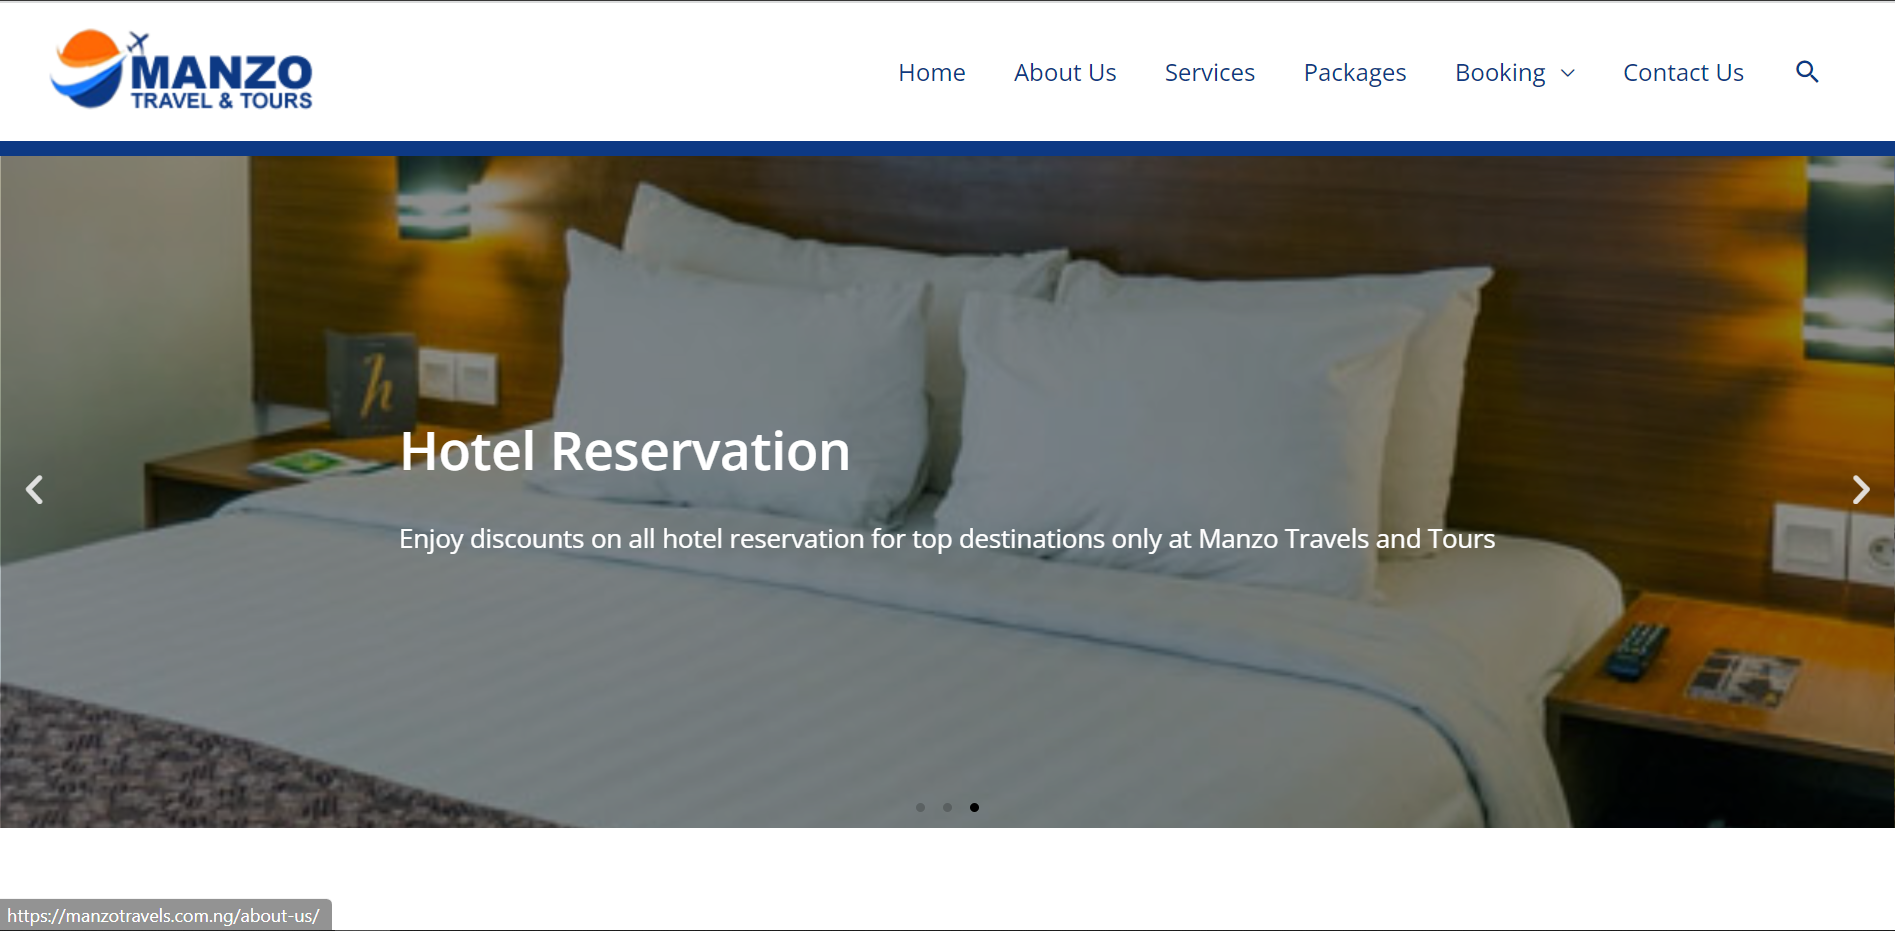 MANZO
TRAVEL & TOURS
Home About Us Services Packages Booking Contact Us
h
Hotel Reservation
Enjoy discounts on all hotel reservation for top destinations only at Manzo Travels and Tours
https://manzotravels.com.ng/about-us/